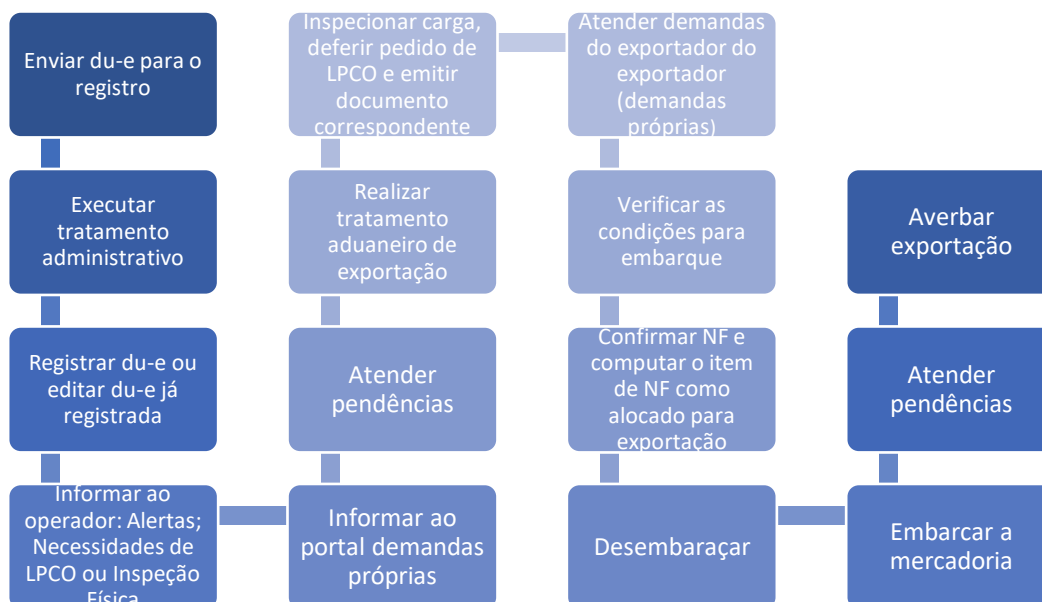 Enviar du-e para o
registro
Executar
tratamento
administrativo
Registrar du-e ou
editar du-e já
registrada
Informar ao
operador: Alertas;
Necessidades de
LPCO ou Inspeção
Física
Informar ao
portal demandas
próprias
Atender
pendências
Realizar
tratamento
aduaneiro de
exportação
Inspecionar carga,
deferir pedido de
LPCO e emitir
documento
correspondente
Atender demandas
do exportador do
exportador
(demandas
próprias)
Verificar as
condições para
embarque
Confirmar NF e
computar o item
de NF como
alocado para
exportação
Desembaraçar
Embarcar a
mercadoria
Atender
pendências
Averbar
exportação